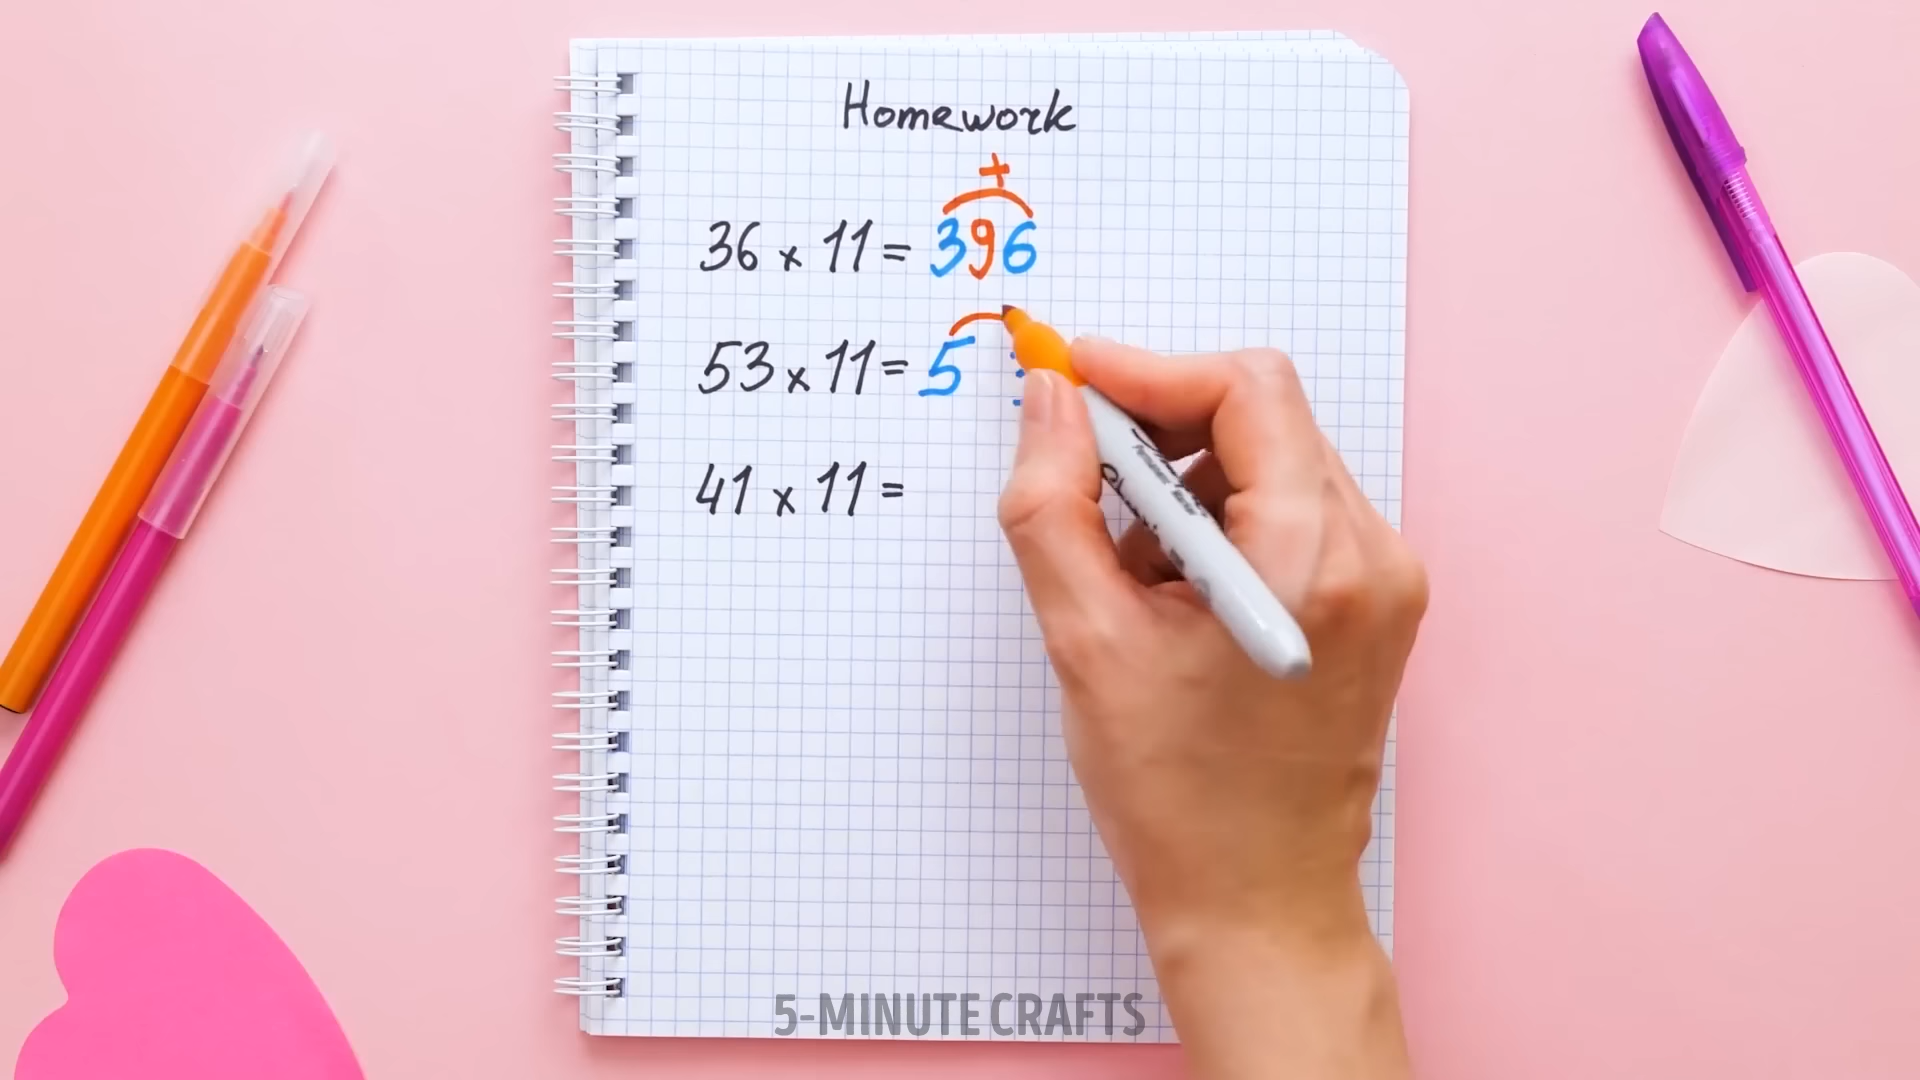 Homework
+
36 x 11 = 396
53 x 11 = 5
41 x 11 =
5-MINUTE CRAFTS